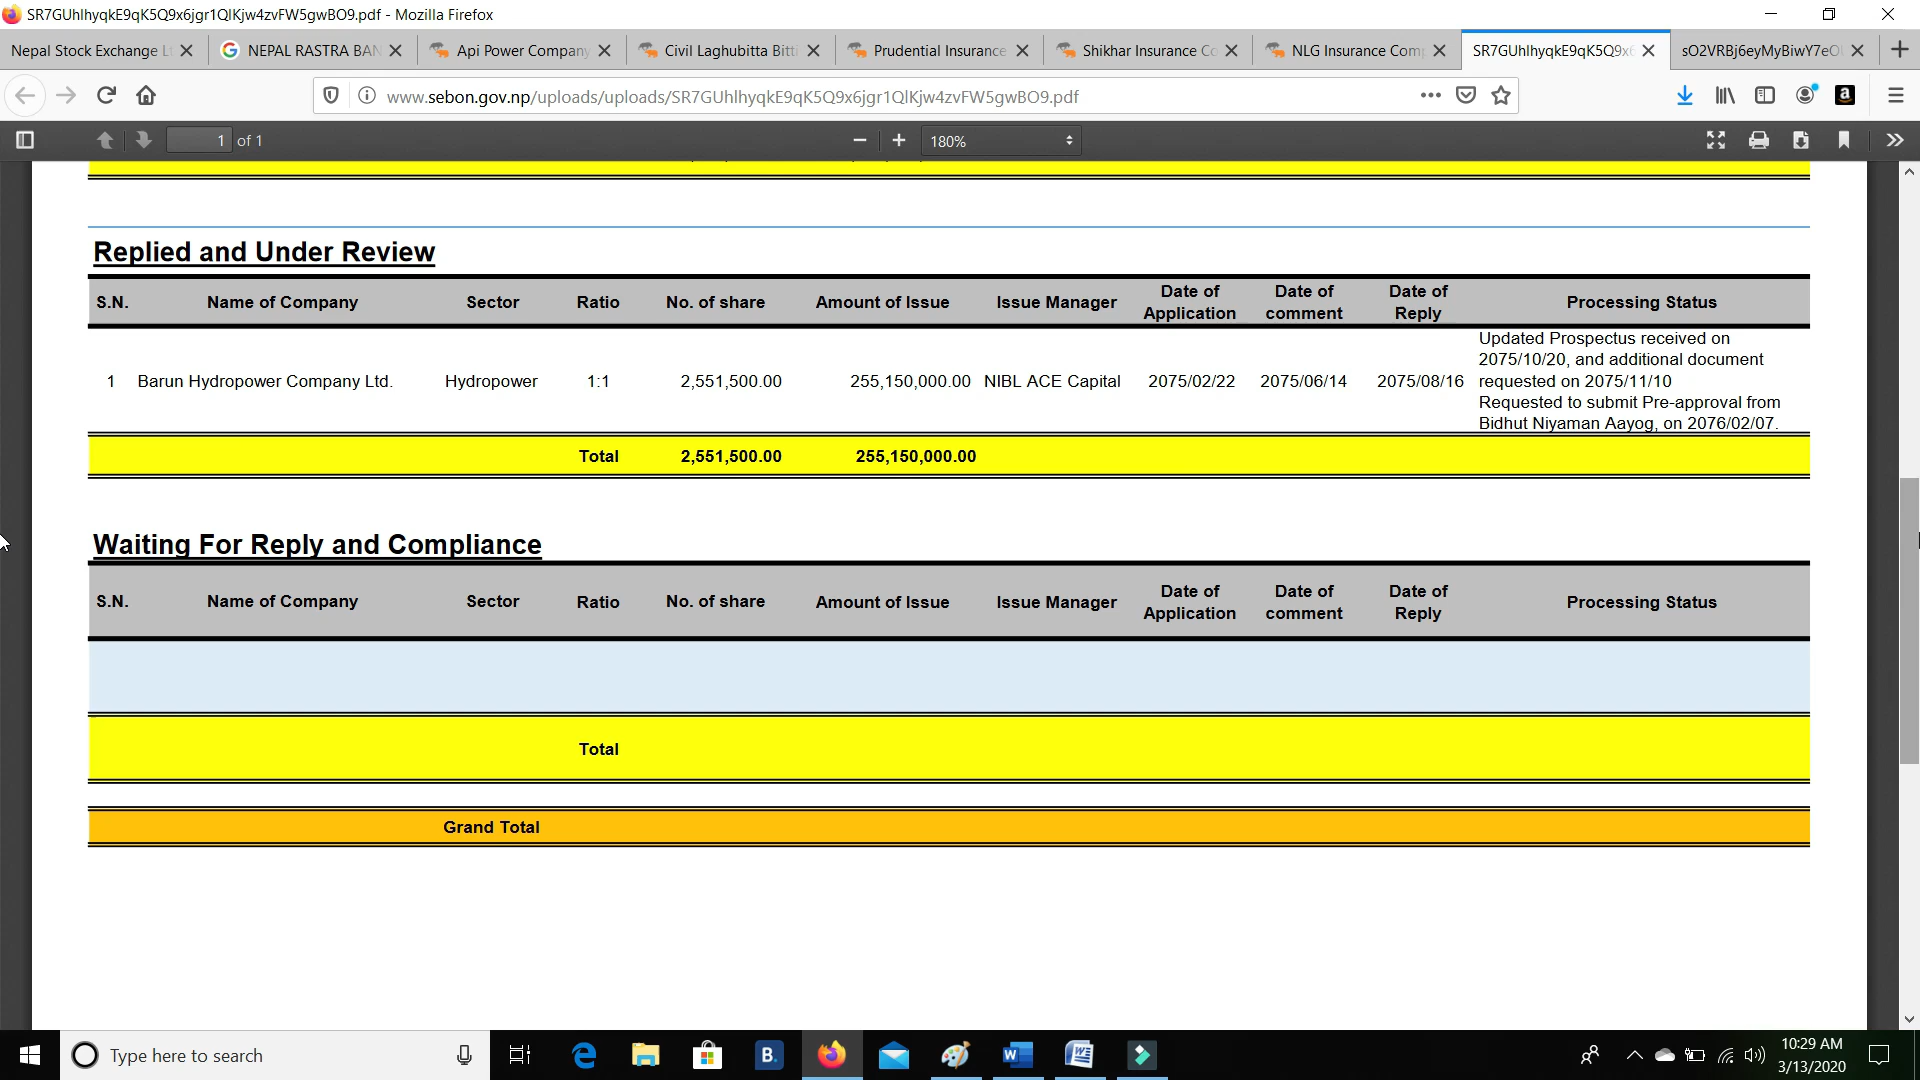 SR7GUhlhyqkE9qK5Q9x6jgr1QlKjw4zvFW5gwBO9.pdf - Mozilla Firefox
Nepal Stock Exchange Lt
NEPAL RASTRA BAN
Api Power Company
Civil Laghubitta Bitti
Prudential Insurance
Shikhar Insurance Co
NLG Insurance Comp
SR7GUhlhyqkE9qK5Q9x6
sO2VRBj6eyMyBiwY7eOl
www.sebon.gov.np/uploads/uploads/SR7GUhlhyqkE9qK5Q9x6jgr1QlKjw4zvFW5gwBO9.pdf
1 of 1
180%
Replied and Under Review
S.N. Name of Company Sector Ratio No. of share Amount of Issue Issue Manager Date of Application Date of comment Date of Reply Processing Status
1 Barun Hydropower Company Ltd. Hydropower 1:1 2,551,500.00 255,150,000.00 NIBL ACE Capital 2075/02/22 2075/06/14 2075/08/16
Updated Prospectus received on
2075/10/20, and additional document
requested on 2075/11/10
Requested to submit Pre-approval from
Bidhut Niyaman Aayog, on 2076/02/07.
Total 2,551,500.00 255,150,000.00
Waiting For Reply and Compliance
S.N. Name of Company Sector Ratio No. of share Amount of Issue Issue Manager Date of Application Date of comment Date of Reply Processing Status
Total
Grand Total
Type here to search
B.
10:29 AM
3/13/2020